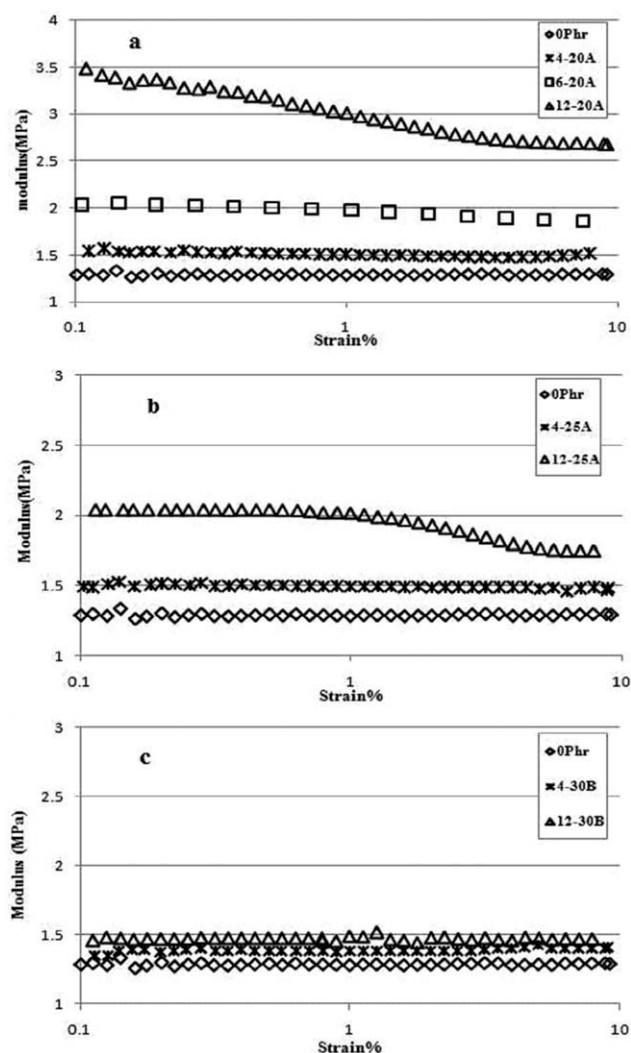 a
4
3.5
3
2.5
2
1.5
1
modulus(MPa)
0Phr
4-20A
6-20A
12-20A
0.1
1
10
Strain%
b
3
2.5
2
1.5
1
Modulus(MPa)
0Phr
4-25A
12-25A
0.1
1
10
Strain%
c
3
2.5
2
1.5
1
Modulus (MPa)
0Phr
4-30B
12-30B
0.1
1
10
Strain%